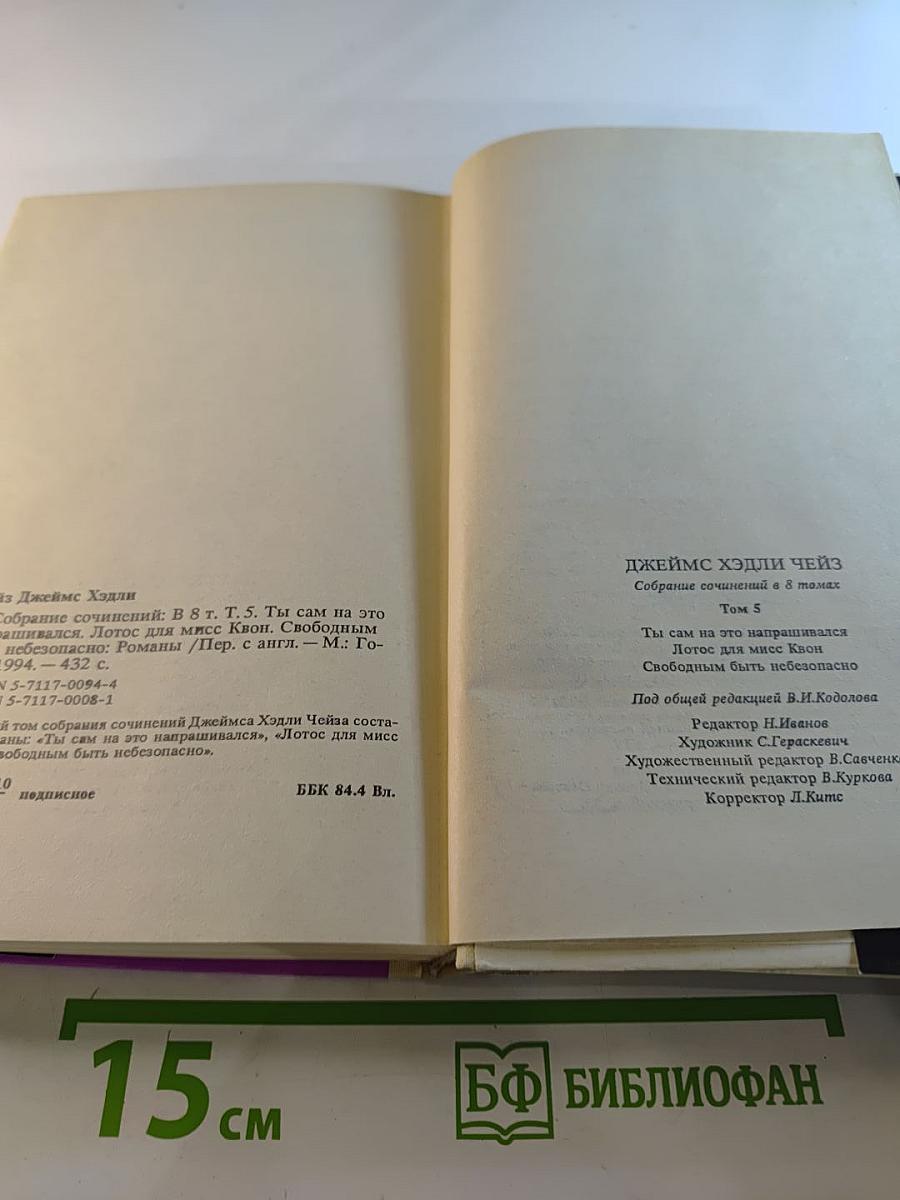 йз Джеймс Хэдли
Собрание сочинений: В 8 т. Т. 5. Ты сам на это
рашивался. Лотос для мисс Квон. Свободным
небезопасно: Романы /Пер. с англ. — М.: Го-
1994. — 432 с.
N 5-7117-0094-4
N 5-7117-0008-1
й том собрания сочинений Джеймса Хэдли Чейза соста-
аны: «Ты сам на это напрашивался», «Лотос для мисс
вободным быть небезопасно».
10
подписное
ББК 84.4 Вл.
ДЖЕЙМС ХЭДЛИ ЧЕЙЗ
Собрание сочинений в 8 томах
Том 5
Ты сам на это напрашивался
Лотос для мисс Квон
Свободным быть небезопасно
Под общей редакцией В.И.Кодолова
Редактор Н.Иванов
Художник С.Гераскевич
Художественный редактор В.Савченк
Технический редактор В.Куркова
Корректор Л.Китс
15 см
БФ БИБЛИОФАН